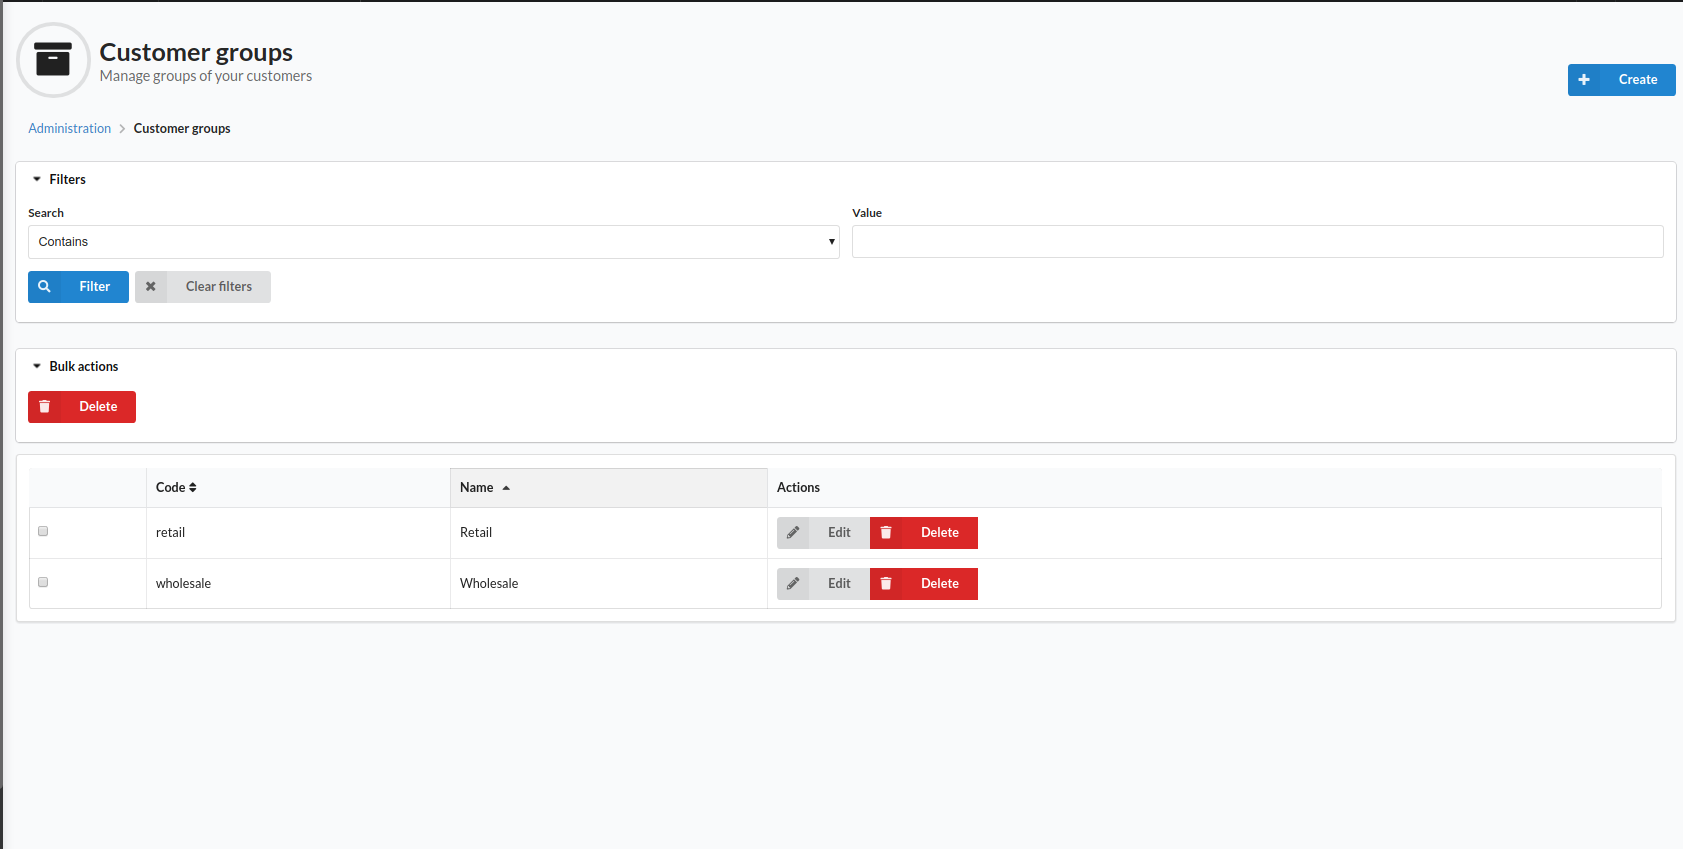 Customer groups
Manage groups of your customers
Create
Administration > Customer groups
Filters
Search Value
Contains
Filter Clear filters
Bulk actions
Delete
Code Name Actions
retail Retail Edit Delete
wholesale Wholesale Edit Delete